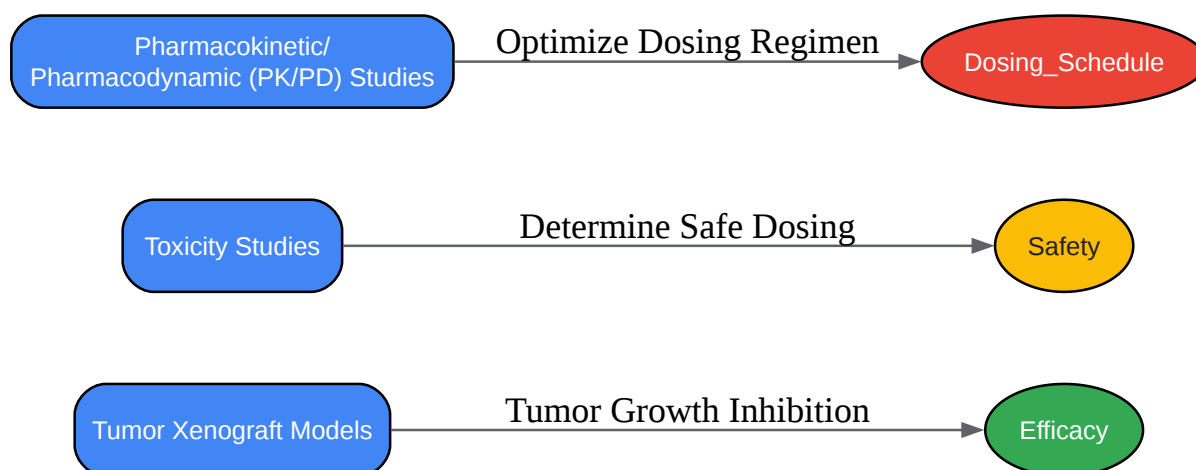 Pharmacokinetic/
Pharmacodynamic (PK/PD) Studies
Optimize Dosing Regimen
Dosing_Schedule
Toxicity Studies
Determine Safe Dosing
Safety
Tumor Xenograft Models
Tumor Growth Inhibition
Efficacy